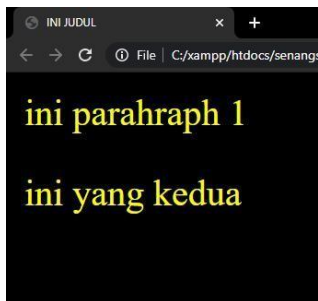 INI JUDUL
File C:/xampp/htdocs/senangs
ini parahraph 1
ini yang kedua